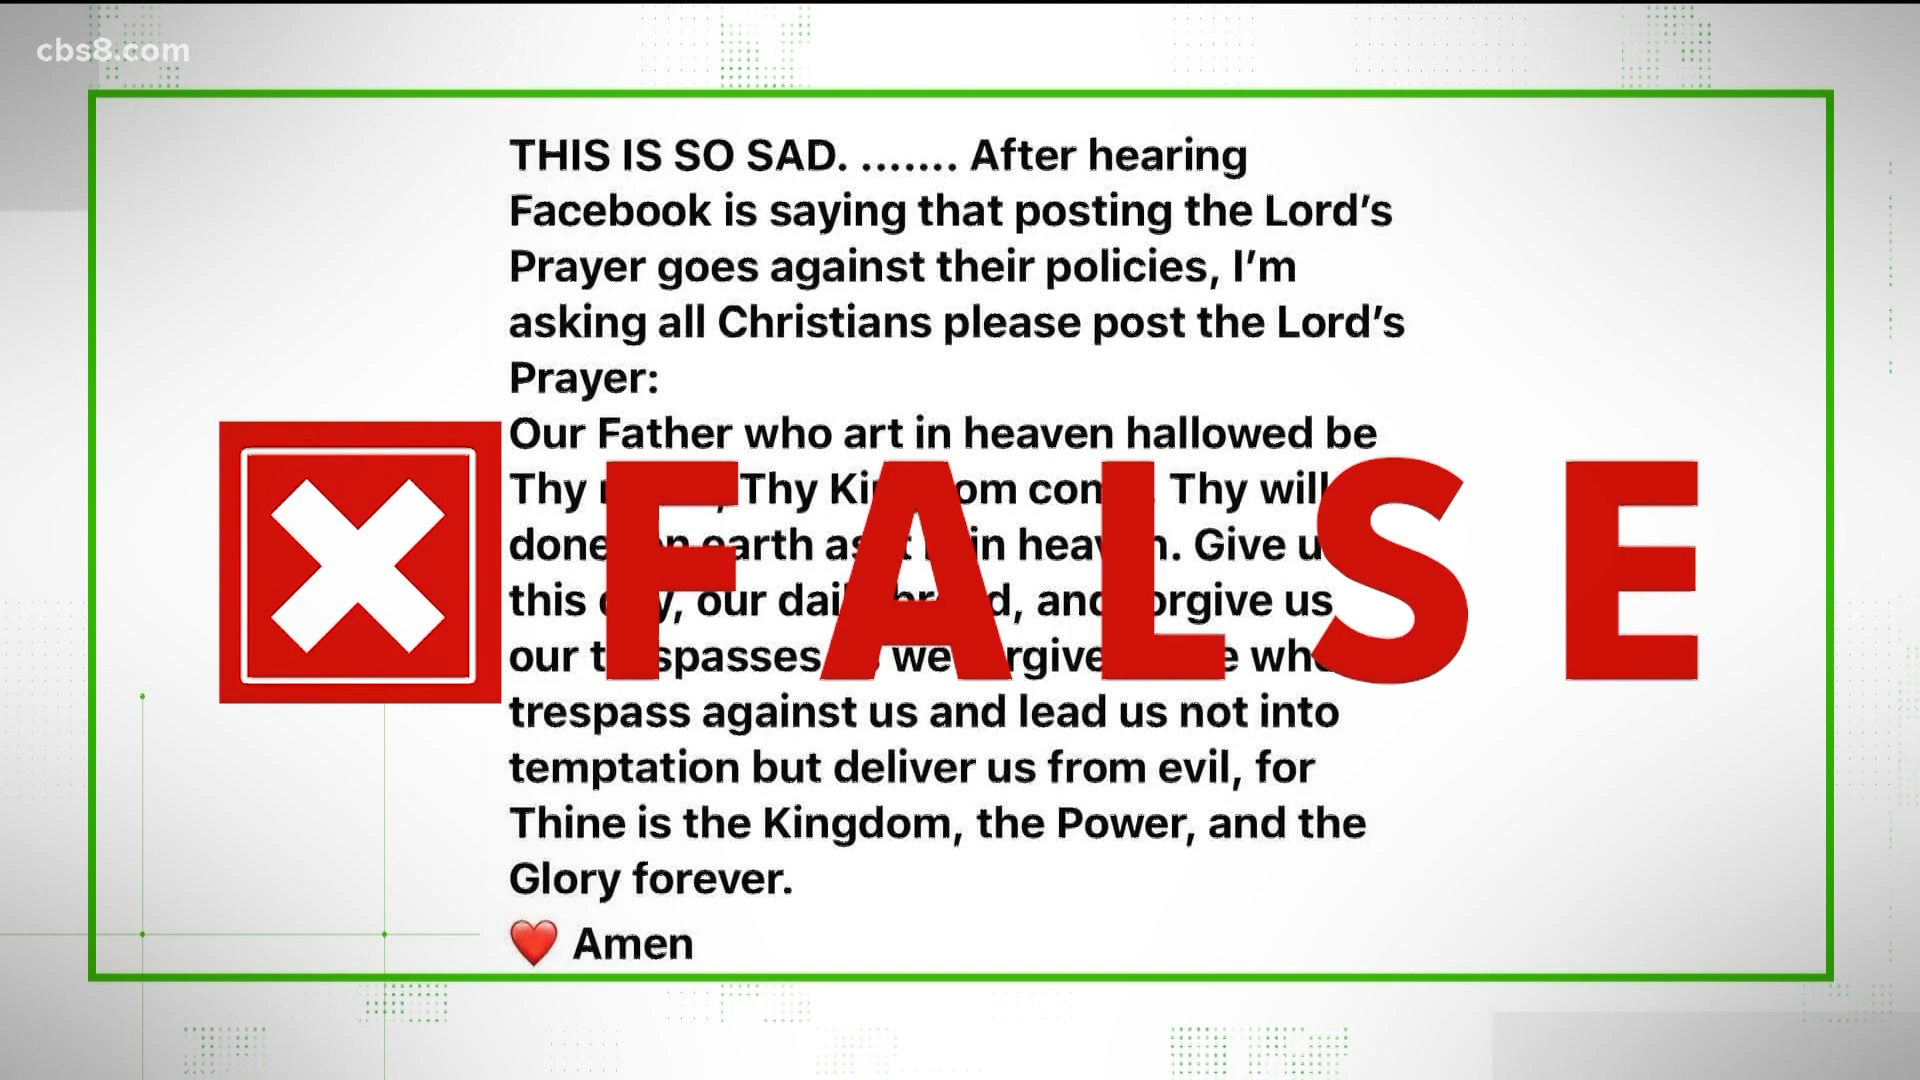 cbs8.com
THIS IS SO SAD. ....... After hearing
Facebook is saying that posting the Lord's
Prayer goes against their policies, I'm
asking all Christians please post the Lord's
Prayer:
Our Father who art in heaven hallowed be
Thy Thy com Thy will
done earth in Give
this our and us
our we
FALSE
trespass against us and lead us not into
temptation but deliver us from evil, for
Thine is the Kingdom, the Power, and the
Glory forever.
❤️ Amen